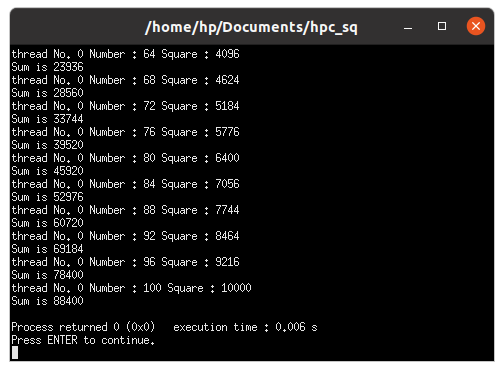 /home/hp/Documents/hpc_sq
thread No. 0 Number : 64 Square : 4096
Sum is 23936
thread No. 0 Number : 68 Square : 4624
Sum is 28560
thread No. 0 Number : 72 Square : 5184
Sum is 33744
thread No. 0 Number : 76 Square : 5776
Sum is 39520
thread No. 0 Number : 80 Square : 6400
Sum is 45920
thread No. 0 Number : 84 Square : 7056
Sum is 52976
thread No. 0 Number : 88 Square : 7744
Sum is 60720
thread No. 0 Number : 92 Square : 8464
Sum is 69184
thread No. 0 Number : 96 Square : 9216
Sum is 78400
thread No. 0 Number : 100 Square : 10000
Sum is 88400
Process returned 0 (0x0)   execution time : 0.006 s
Press ENTER to continue.